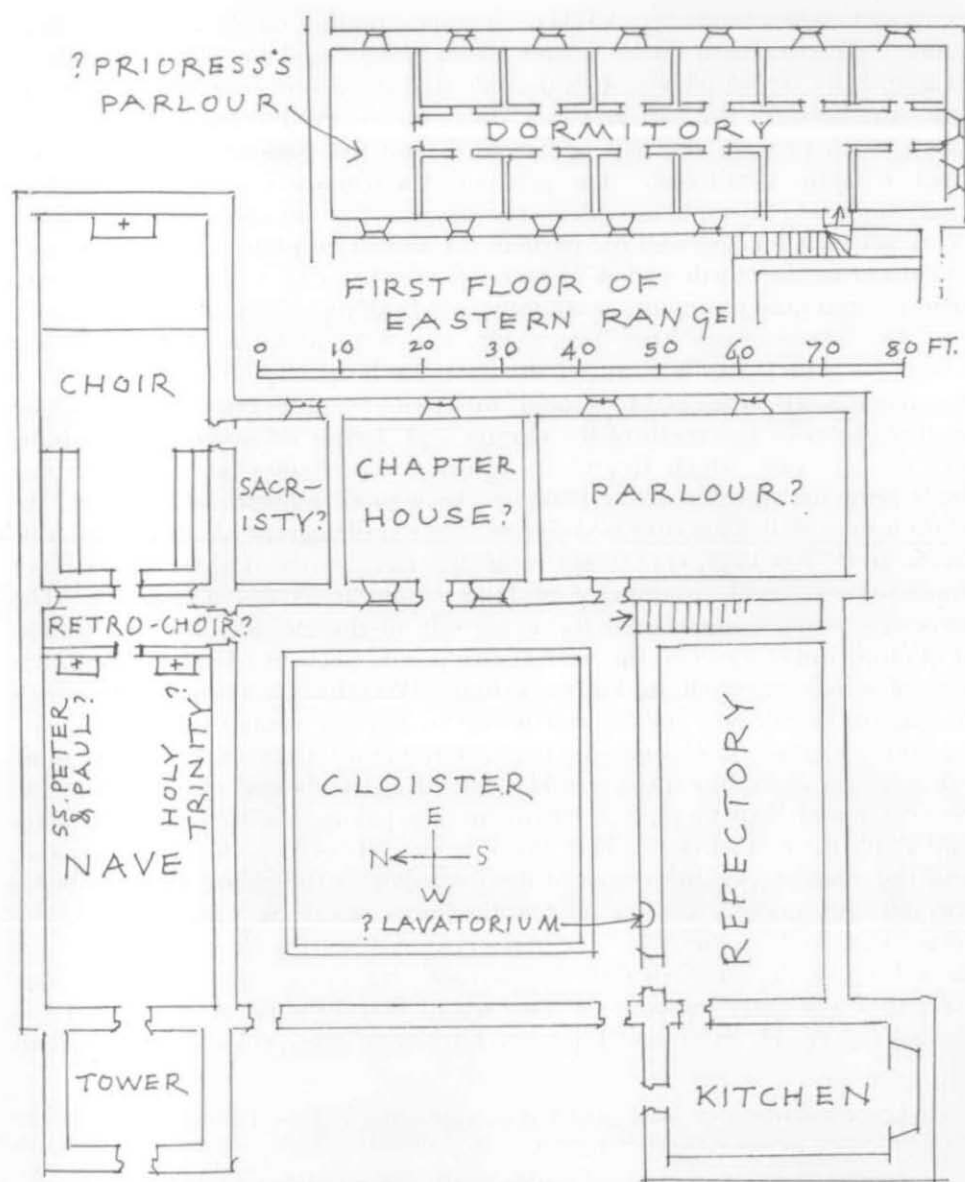 ? PRIORESS'S
PARLOUR
DORMITORY
FIRST FLOOR OF
EASTERN RANGE
0 10 20 30 40 50 60 70 80 FT.
+
CHOIR
SACR-
ISTY?
CHAPTER
HOUSE?
PARLOUR?
RETRO-CHOIR?
+ +
SS. PETER
& PAUL?
HOLY
TRINITY?
NAVE
CLOISTER
E
N S
W
? LAVATORIUM
REFECTORY
TOWER
KITCHEN